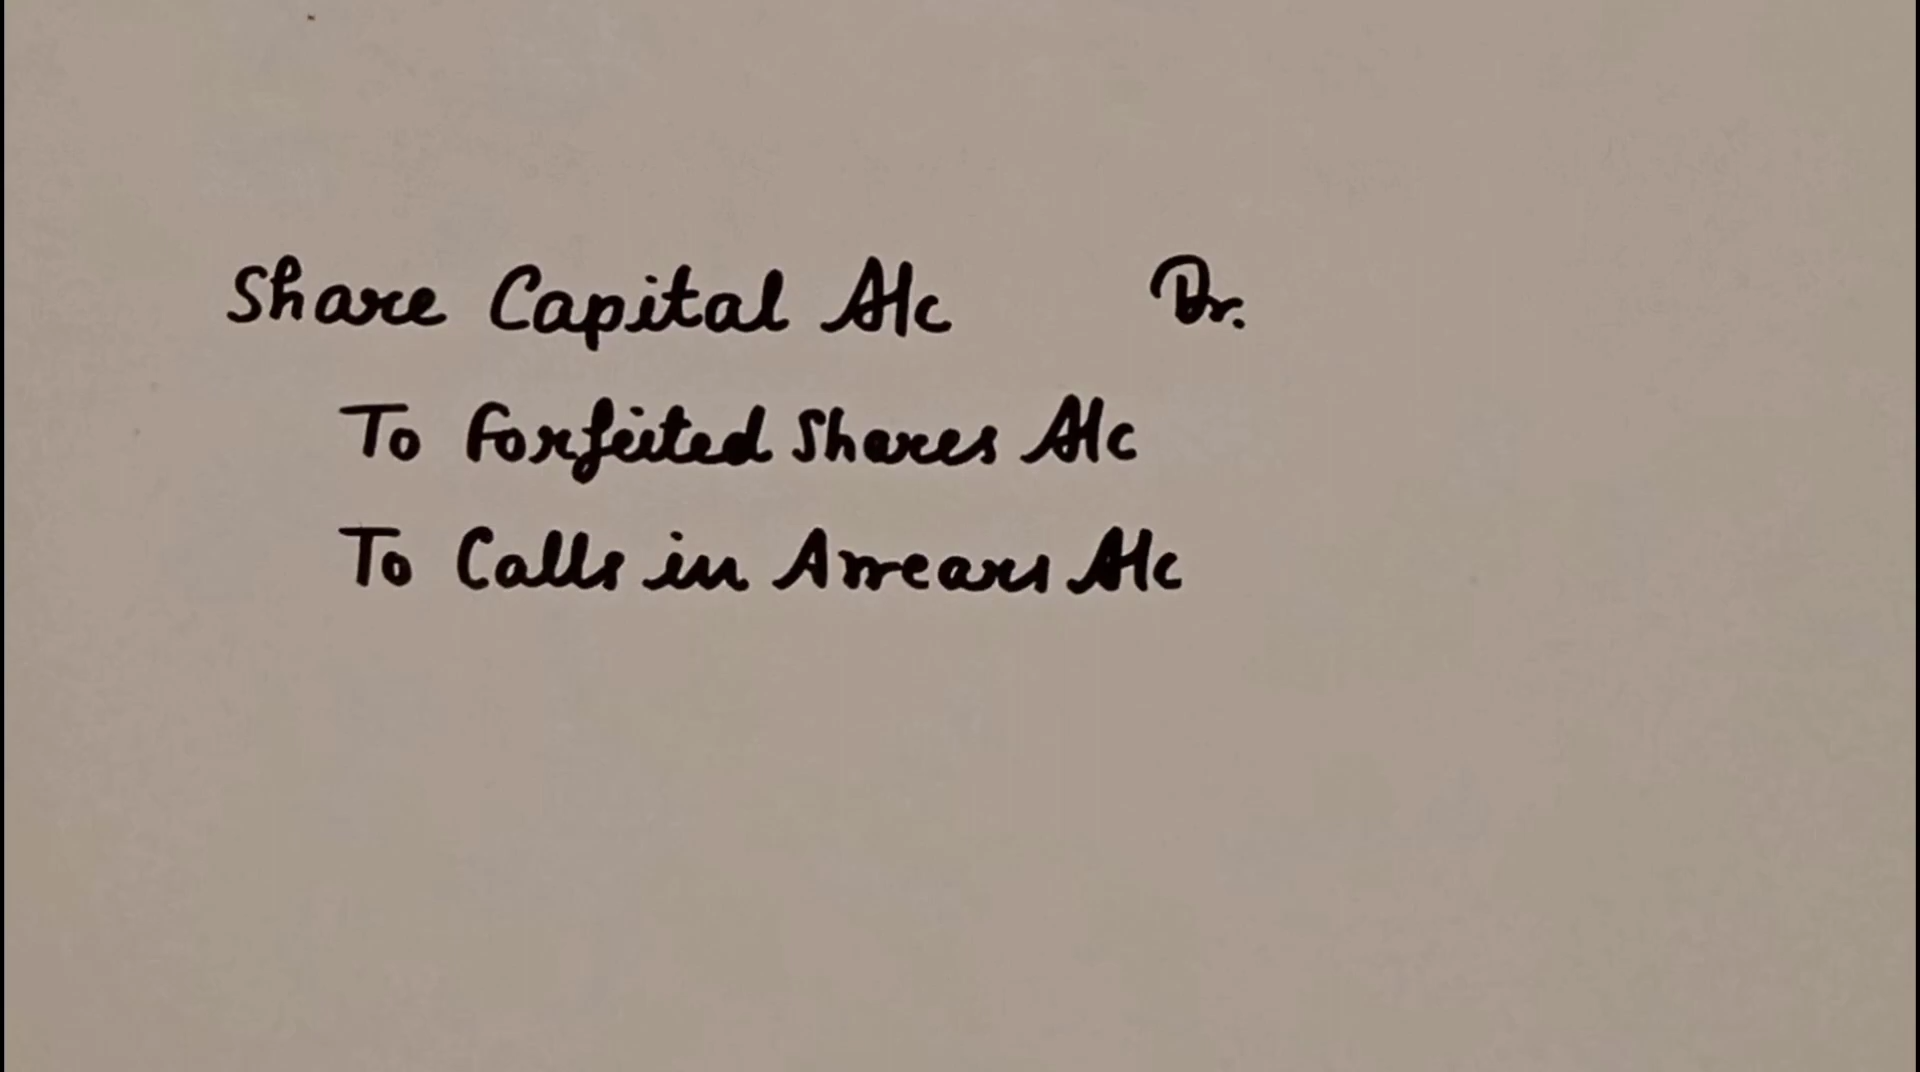 Share Capital A/c Dr.
To Forfeited Shares A/c
To Calls in Arrears A/c